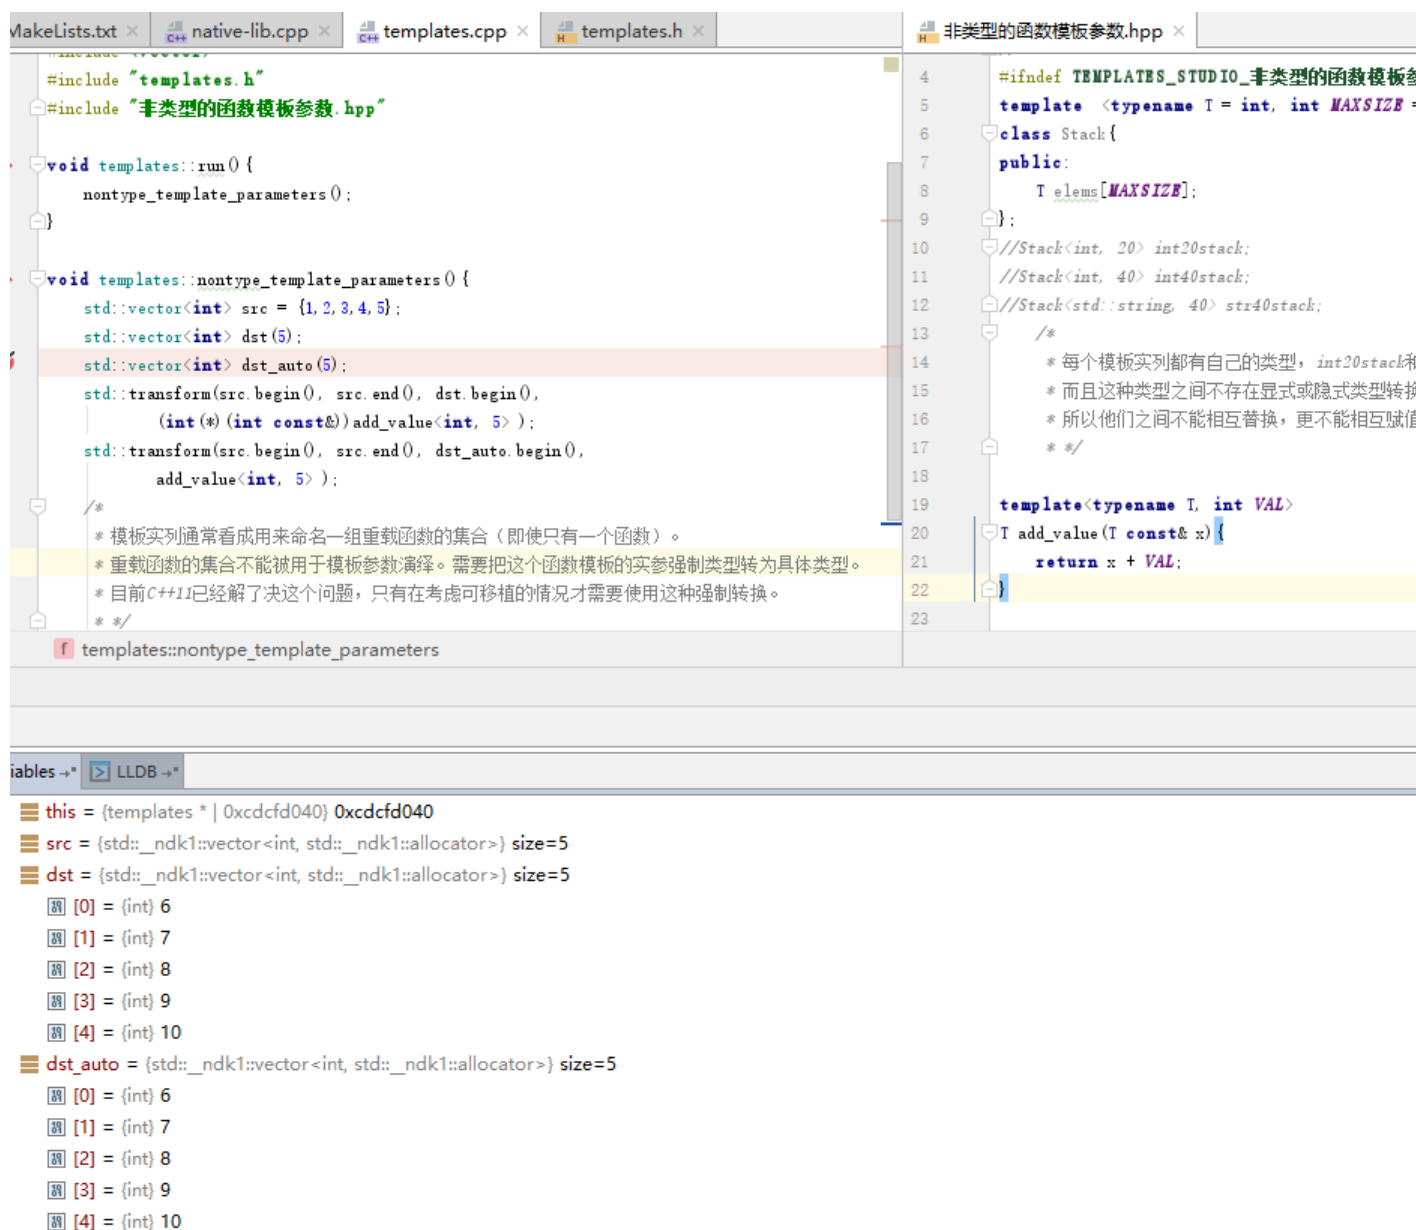 MakeLists.txt
native-lib.cpp
templates.cpp
templates.h
#include "templates.h"
#include "非类型的函数模板参数.hpp"
void templates::run() {
nontype_template_parameters();
}
void templates::nontype_template_parameters() {
std::vector<int> src = {1,2,3,4,5};
std::vector<int> dst(5);
std::vector<int> dst_auto(5);
std::transform(src.begin(), src.end(), dst.begin(),
(int(*)(int const&))add_value<int, 5> );
std::transform(src.begin(), src.end(), dst_auto.begin(),
add_value<int, 5> );
/*
* 模板实列通常看成用来命名一组重载函数的集合（即使只有一个函数）。
* 重载函数的集合不能被用于模板参数演绎。需要把这个函数模板的实参强制类型转为具体类型。
* 目前C++11已经解了决这个问题，只有在考虑可移植的情况才需要使用这种强制转换。
* */
f templates::nontype_template_parameters
非类型的函数模板参数.hpp
4 #ifndef TEMPLATES_STUDIO_非类型的函数模板参
5 template <typename T = int, int MAXSIZE =
6 class Stack{
7 public:
8 T elems[MAXSIZE];
9 };
10 //Stack<int, 20> int20stack;
11 //Stack<int, 40> int40stack;
12 //Stack<std::string, 40> str40stack;
13 /*
14 * 每个模板实列都有自己的类型，int20stack和
15 * 而且这种类型之间不存在显式或隐式类型转换
16 * 所以他们之间不能相互替换，更不能相互赋值
17 * */
18
19 template<typename T, int VAL>
20 T add_value(T const& x){
21 return x + VAL;
22 }
23
iables
LLDB
this = {templates * | 0xcdcfd040} 0xcdcfd040
src = {std::__ndk1::vector<int, std::__ndk1::allocator>} size=5
dst = {std::__ndk1::vector<int, std::__ndk1::allocator>} size=5
[0] = {int} 6
[1] = {int} 7
[2] = {int} 8
[3] = {int} 9
[4] = {int} 10
dst_auto = {std::__ndk1::vector<int, std::__ndk1::allocator>} size=5
[0] = {int} 6
[1] = {int} 7
[2] = {int} 8
[3] = {int} 9
[4] = {int} 10